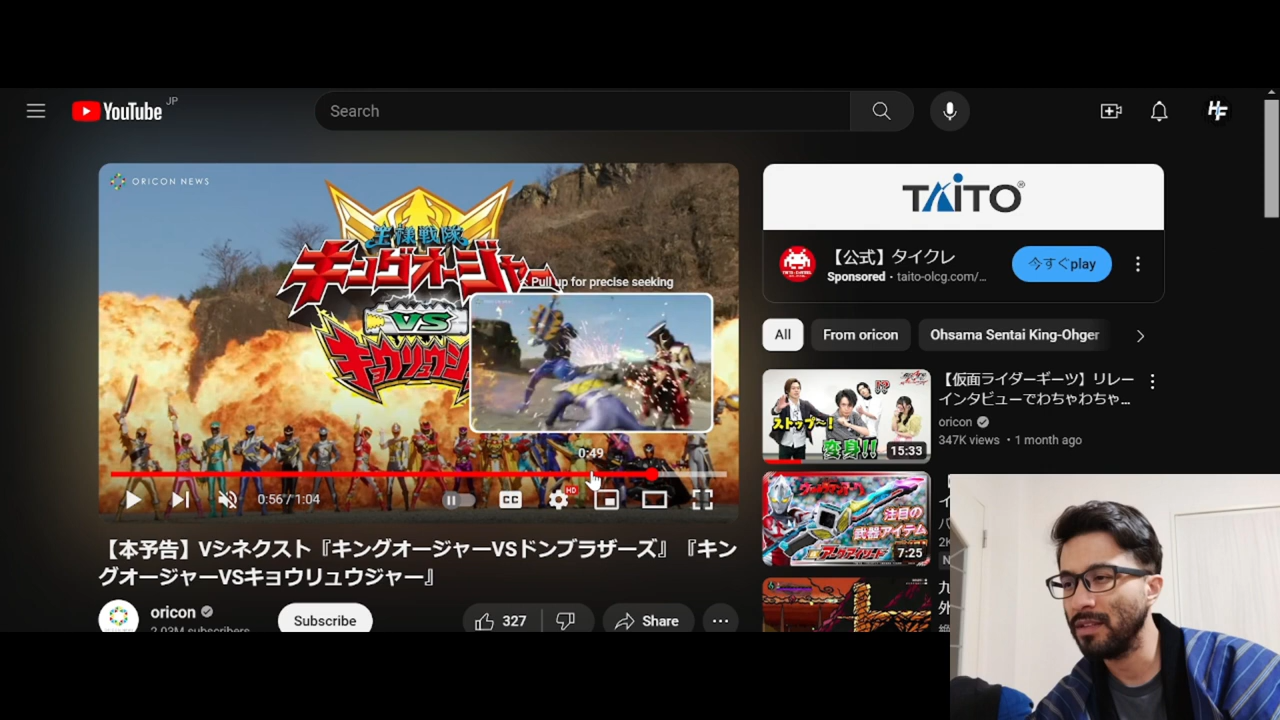 YouTube JP
Search
ORICON NEWS
王様戦隊
キングオージャー
VS
Pull up for precise seeking
0:49
0:56 / 1:04
CC
HD
【本予告】Vシネクスト『キングオージャーVSドンブラザーズ』『キン
グオージャーVSキョウリュウジャー』
oricon
2.03M subscribers
Subscribe
327
Share
TAITO
【公式】タイクレ
Sponsored · taito-olcg.com/…
今すぐplay
All
From oricon
Ohsama Sentai King-Ohger
【仮面ライダーギーツ】リレー
インタビューでわちゃわちゃ…
oricon
347K views • 1 month ago
ストップ～!
変身!!
15:33
注目の
武器アイテム
7:25